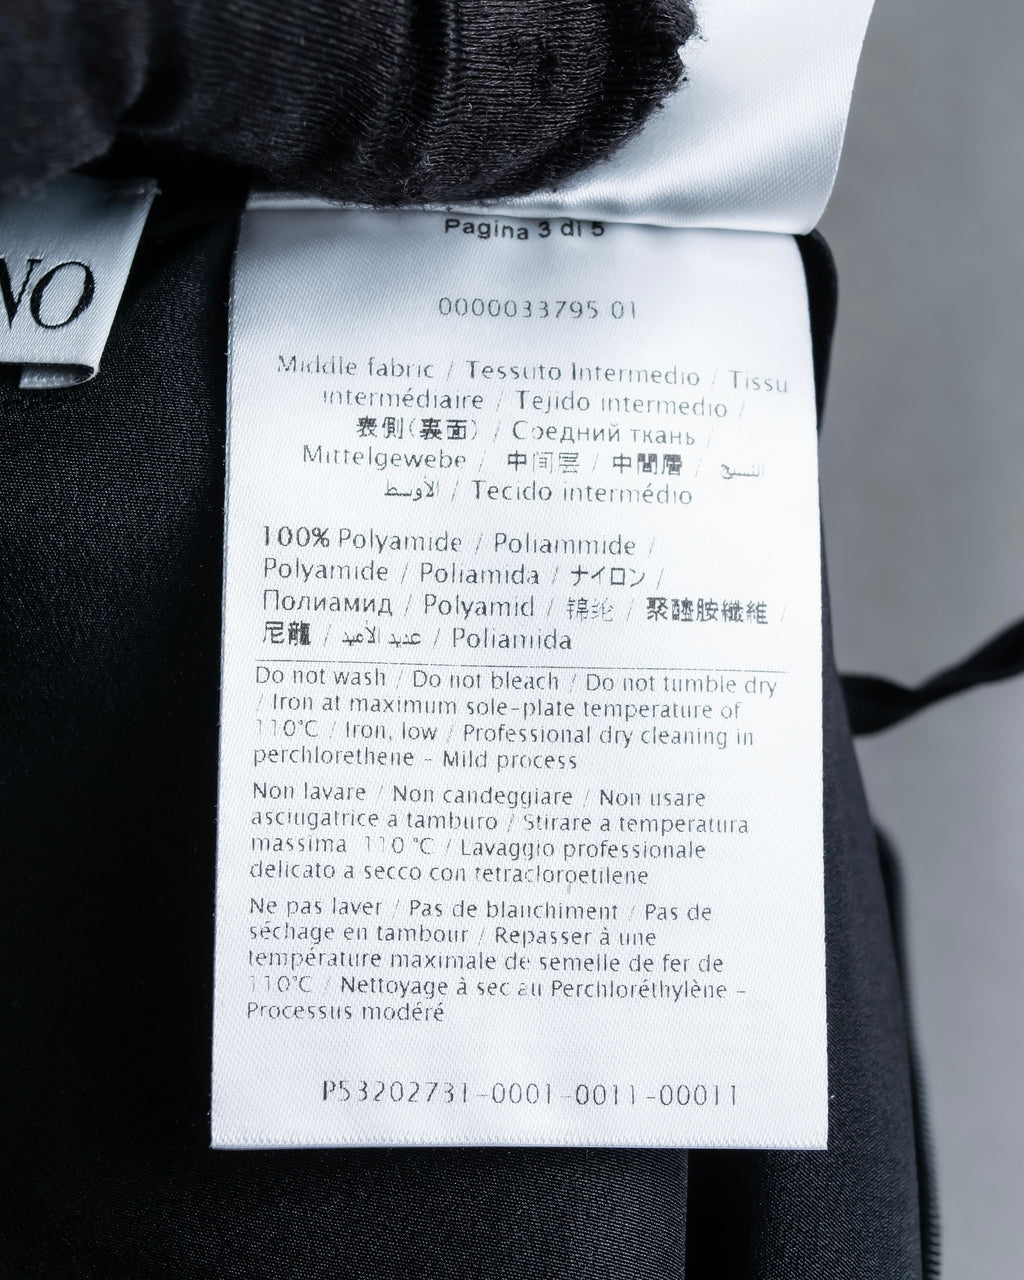 NO
Pagina 3 di 5
0000033795 01
Middle fabric / Tessuto Intermedio / Tissu
intermédiaire / Tejido intermedio /
表側(裏面) / Средний ткань /
Mittelgewebe / 中间层 / 中間層 / النسيج
الأوسط / Tecido intermédio
100% Polyamide / Poliammide /
Polyamide / Poliamida / ナイロン /
Полиамид / Polyamid / 锦纶 / 聚醯胺纖維 /
尼龍 / عديد الأميد / Poliamida
Do not wash / Do not bleach / Do not tumble dry
/ Iron at maximum sole-plate temperature of
110°C / Iron, low / Professional dry cleaning in
perchlorethene - Mild process
Non lavare / Non candeggiare / Non usare
asciugatrice a tamburo / Stirare a temperatura
massima 110 °C / Lavaggio professionale
delicato a secco con tetracloroetilene
Ne pas laver / Pas de blanchiment / Pas de
séchage en tambour / Repasser à une
température maximale de semelle de fer de
110°C / Nettoyage à sec au Perchloréthylène -
Processus modéré
P53202731-0001-0011-00011